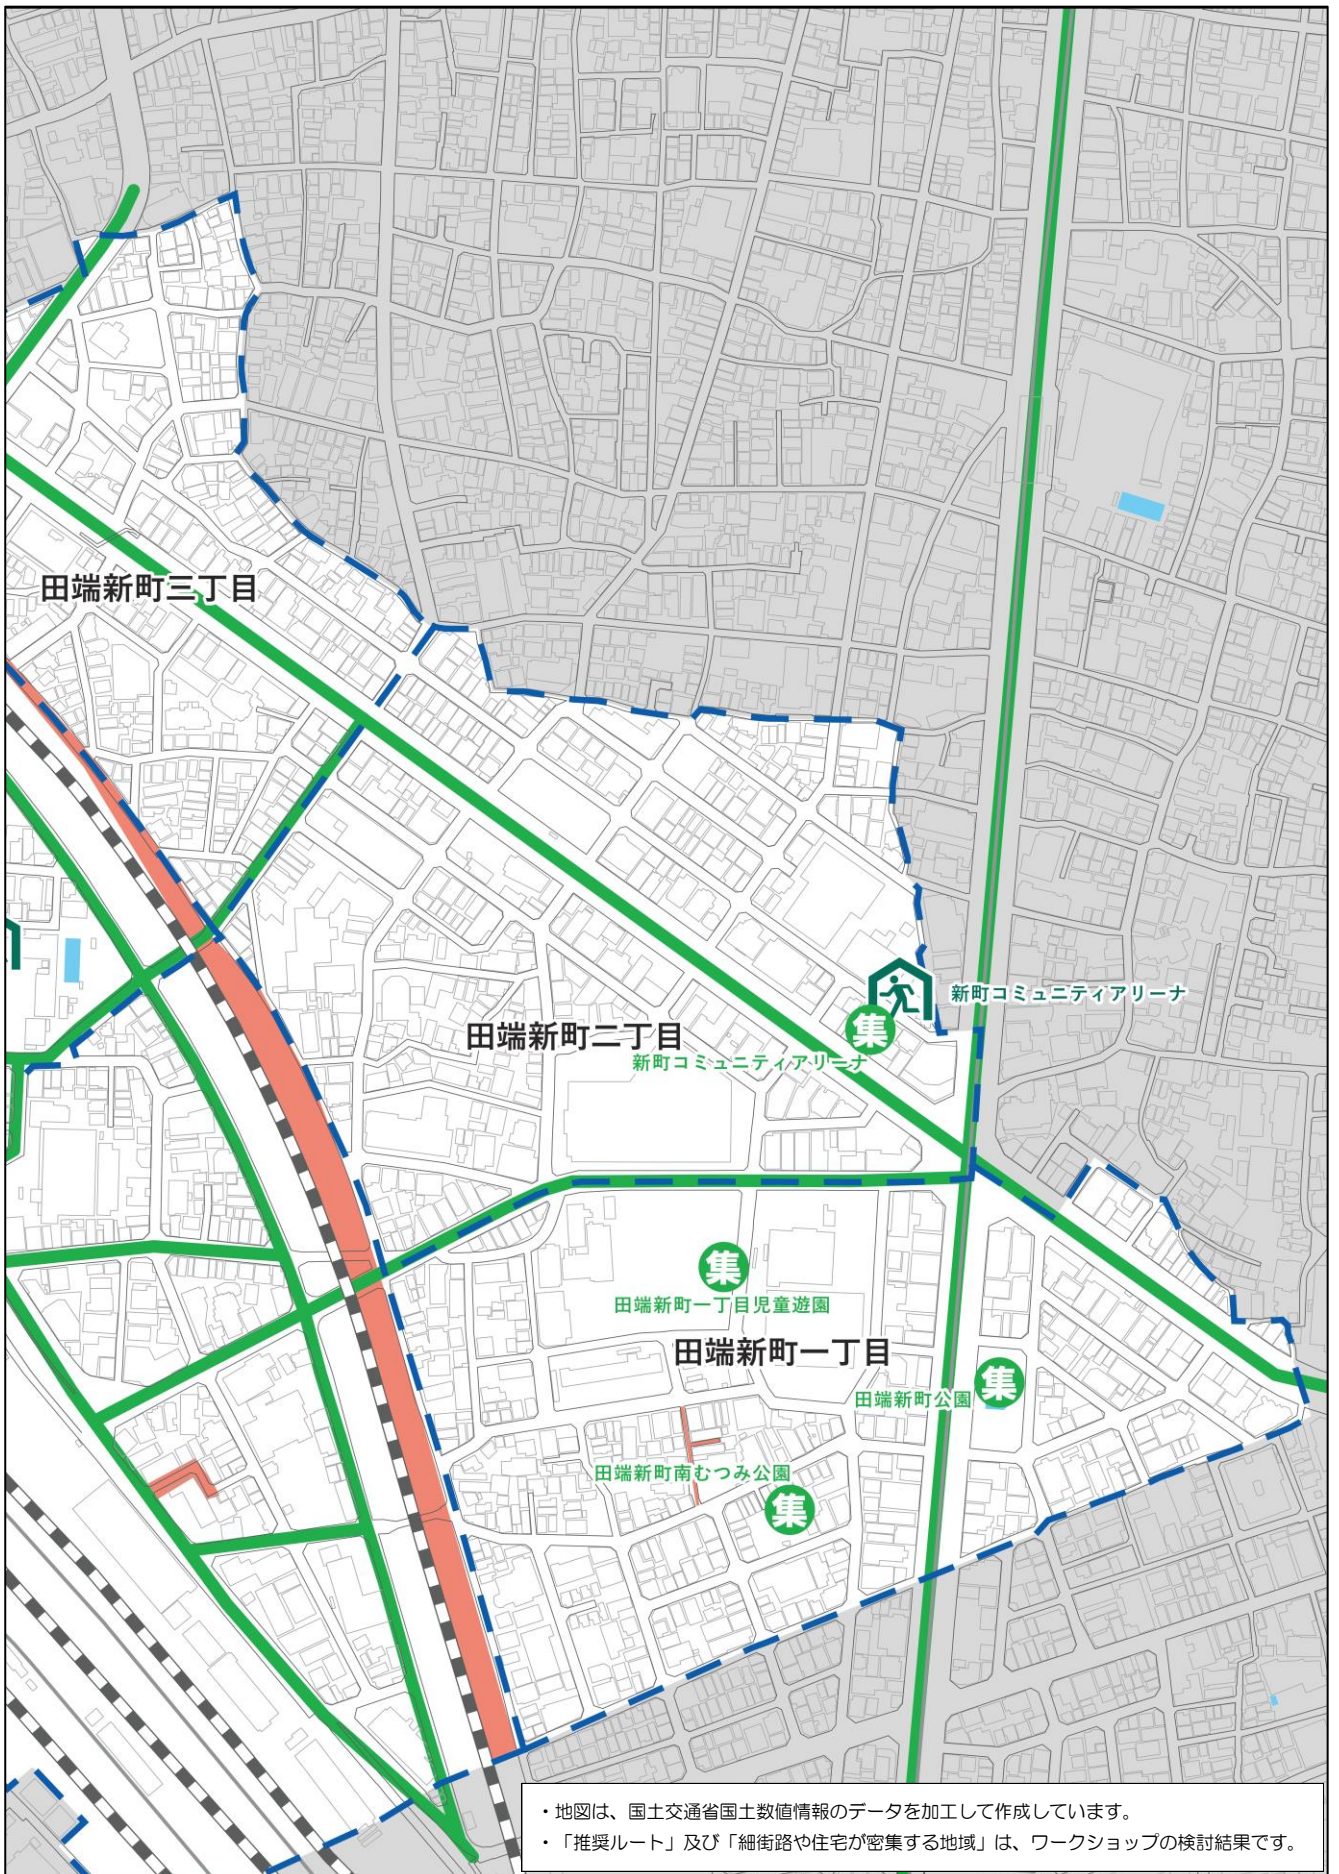 田端新町三丁目
新町コミュニティアリーナ
集
田端新町二丁目
新町コミュニティアリーナ
集
田端新町一丁目児童遊園
田端新町一丁目
集
田端新町公園
田端新町南むつみ公園
集
・地図は、国土交通省国土数値情報のデータを加工して作成しています。
・「推奨ルート」及び「細街路や住宅が密集する地域」は、ワークショップの検討結果です。